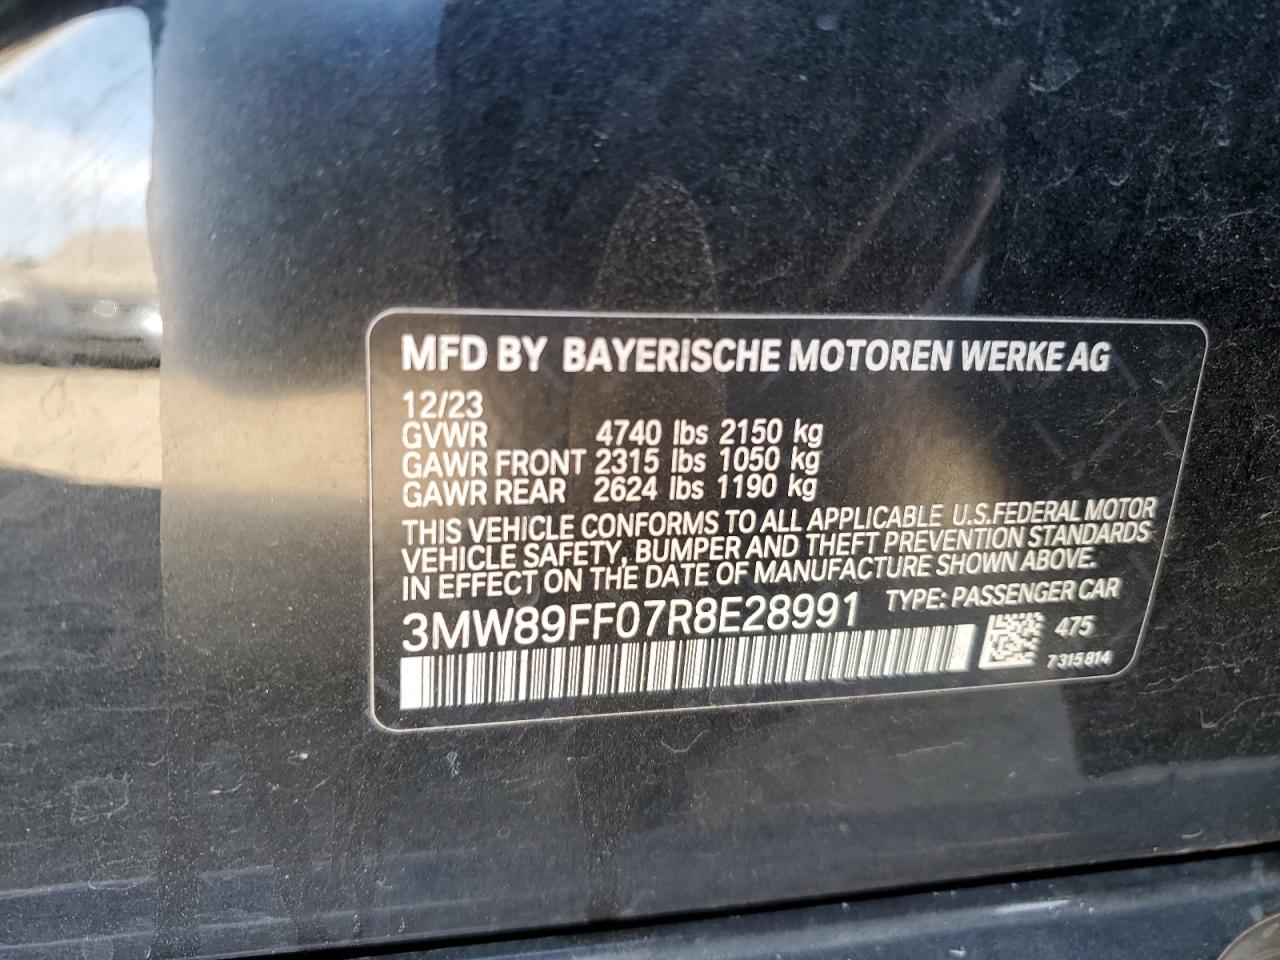 MFD BY BAYERISCHE MOTOREN WERKE AG
12/23
GVWR 4740 lbs 2150 kg
GAWR FRONT 2315 lbs 1050 kg
GAWR REAR 2624 lbs 1190 kg
THIS VEHICLE CONFORMS TO ALL APPLICABLE U.S.FEDERAL MOTOR
VEHICLE SAFETY, BUMPER AND THEFT PREVENTION STANDARDS
IN EFFECT ON THE DATE OF MANUFACTURE SHOWN ABOVE.
3MW89FF07R8E28991 TYPE: PASSENGER CAR
475
7315814